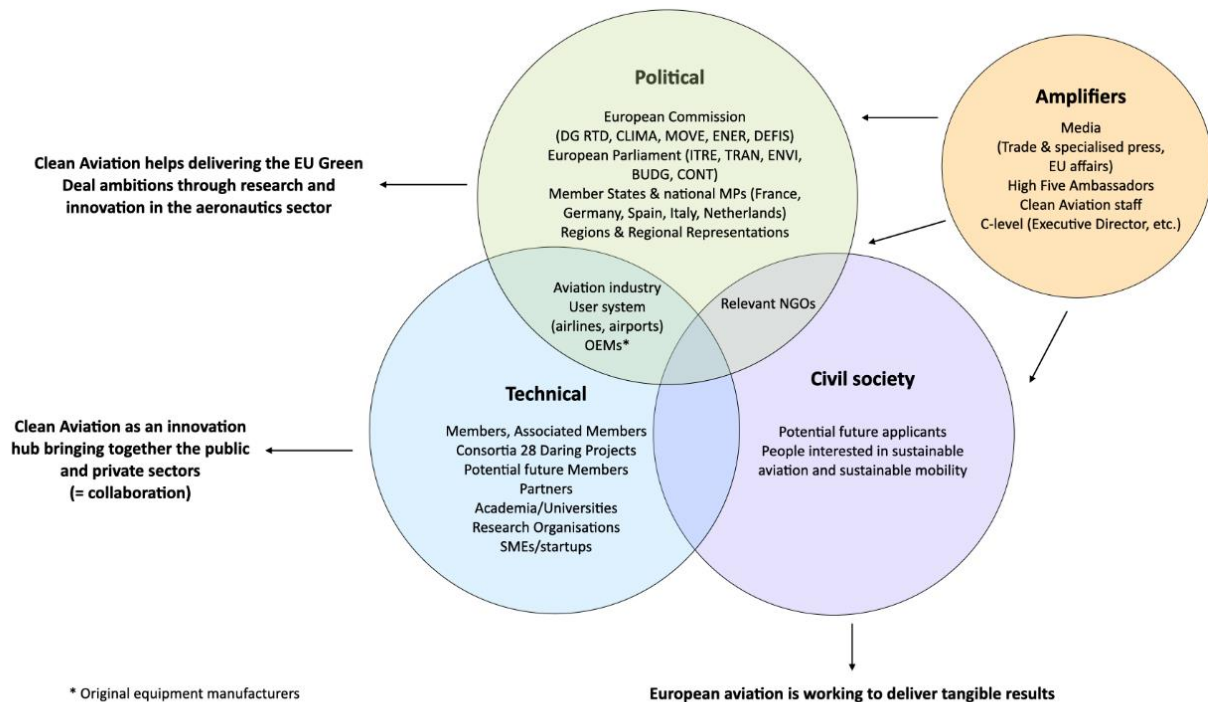 Political
European Commission
(DG RTD, CLIMA, MOVE, ENER, DEFIS)
European Parliament (ITRE, TRAN, ENVI,
BUDG, CONT)
Member States & national MPs (France,
Germany, Spain, Italy, Netherlands)
Regions & Regional Representations
Amplifiers
Media
(Trade & specialised press,
EU affairs)
High Five Ambassadors
Clean Aviation staff
C-level (Executive Director, etc.)
Clean Aviation helps delivering the EU Green
Deal ambitions through research and
innovation in the aeronautics sector
Aviation industry
User system
(airlines, airports)
OEMs*
Relevant NGOs
Technical
Members, Associated Members
Consortia 28 Daring Projects
Potential future Members
Partners
Academia/Universities
Research Organisations
SMEs/startups
Civil society
Potential future applicants
People interested in sustainable
aviation and sustainable mobility
Clean Aviation as an innovation
hub bringing together the public
and private sectors
(= collaboration)
* Original equipment manufacturers
European aviation is working to deliver tangible results